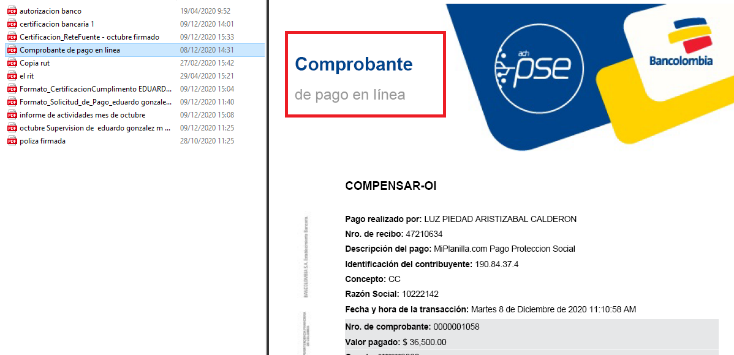 autorizacion banco 19/04/2020 9:52
certificacion bancaria 1 09/12/2020 14:01
Certificacion_ReteFuente - octubre firmado 09/12/2020 15:33
Comprobante de pago en línea 08/12/2020 14:31
Copia rut 27/02/2020 15:42
el rit 29/04/2020 15:21
Formato_CertificacionCumplimiento EDUARD... 09/12/2020 15:04
Formato_Solicitud_de_Pago_eduardo gonzale... 09/12/2020 11:40
informe de actividades mes de octubre 09/12/2020 15:08
octubre Supervision de eduardo gonzalez m ... 09/12/2020 11:25
poliza firmada 28/10/2020 11:25
Comprobante
de pago en línea
ach
pse
Bancolombia
COMPENSAR-OI
Pago realizado por: LUZ PIEDAD ARISTIZABAL CALDERON
Nro. de recibo: 47210634
Descripción del pago: MiPlanilla.com Pago Proteccion Social
Identificación del contribuyente: 190.84.37.4
Concepto: CC
Razón Social: 10222142
Fecha y hora de la transacción: Martes 8 de Diciembre de 2020 11:10:58 AM
Nro. de comprobante: 0000001058
Valor pagado: $ 36,500.00